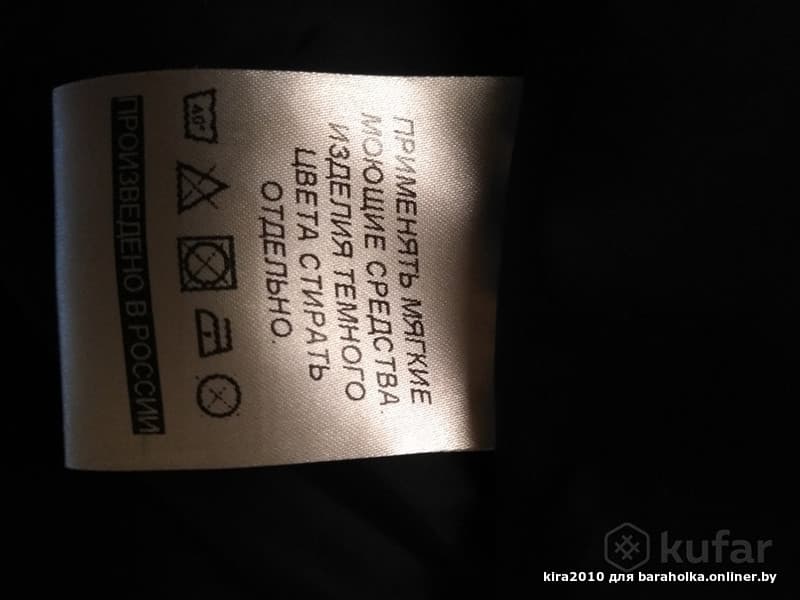 ПРИМЕНЯТЬ МЯГКИЕ
МОЮЩИЕ СРЕДСТВА.
ИЗДЕЛИЯ ТЕМНОГО
ЦВЕТА СТИРАТЬ
ОТДЕЛЬНО.
40°
ПРОИЗВЕДЕНО В РОССИИ
kufar
kira2010 для baraholka.onliner.by